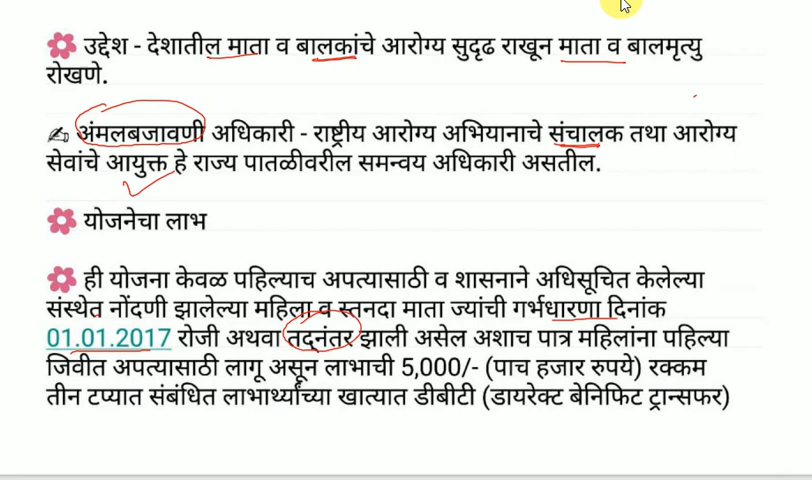 उद्देश - देशातील माता व बालकांचे आरोग्य सुदृढ राखून माता व बालमृत्यु
रोखणे.
अंमलबजावणी अधिकारी - राष्ट्रीय आरोग्य अभियानाचे संचालक तथा आरोग्य
सेवांचे आयुक्त हे राज्य पातळीवरील समन्वय अधिकारी असतील.
योजनेचा लाभ
ही योजना केवळ पहिल्याच अपत्यासाठी व शासनाने अधिसूचित केलेल्या
संस्थेत नोंदणी झालेल्या महिला व स्तनदा माता ज्यांची गर्भधारणा दिनांक
01.01.2017 रोजी अथवा तद्नंतर झाली असेल अशाच पात्र महिलांना पहिल्या
जिवीत अपत्यासाठी लागू असून लाभाची 5,000/- (पाच हजार रुपये) रक्कम
तीन टप्यात संबंधित लाभार्थ्यांच्या खात्यात डीबीटी (डायरेक्ट बेनिफिट ट्रान्सफर)